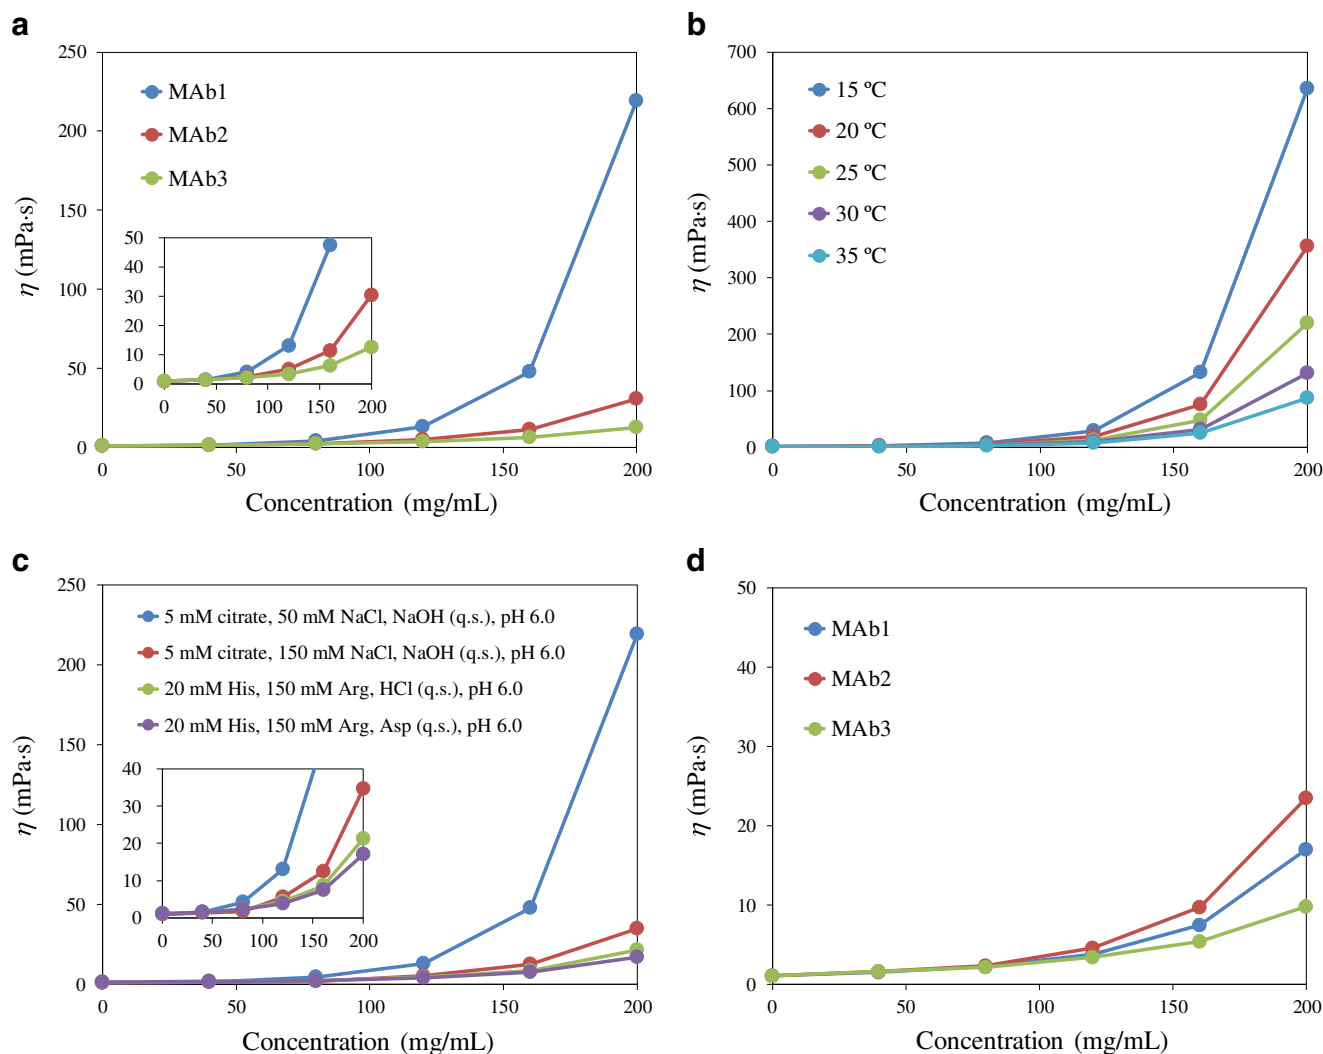 a
250
200
150
100
50
0
MAb1
MAb2
MAb3
50
40
30
20
10
0
0 50 100 150 200
0 50 100 150 200
η (mPa·s)
Concentration (mg/mL)
b
700
600
500
400
300
200
100
0
15 ºC
20 ºC
25 ºC
30 ºC
35 ºC
0 50 100 150 200
η (mPa·s)
Concentration (mg/mL)
c
250
200
150
100
50
0
5 mM citrate, 50 mM NaCl, NaOH (q.s.), pH 6.0
5 mM citrate, 150 mM NaCl, NaOH (q.s.), pH 6.0
20 mM His, 150 mM Arg, HCl (q.s.), pH 6.0
20 mM His, 150 mM Arg, Asp (q.s.), pH 6.0
40
30
20
10
0
0 50 100 150 200
0 50 100 150 200
η (mPa·s)
Concentration (mg/mL)
d
50
40
30
20
10
0
MAb1
MAb2
MAb3
0 50 100 150 200
η (mPa·s)
Concentration (mg/mL)